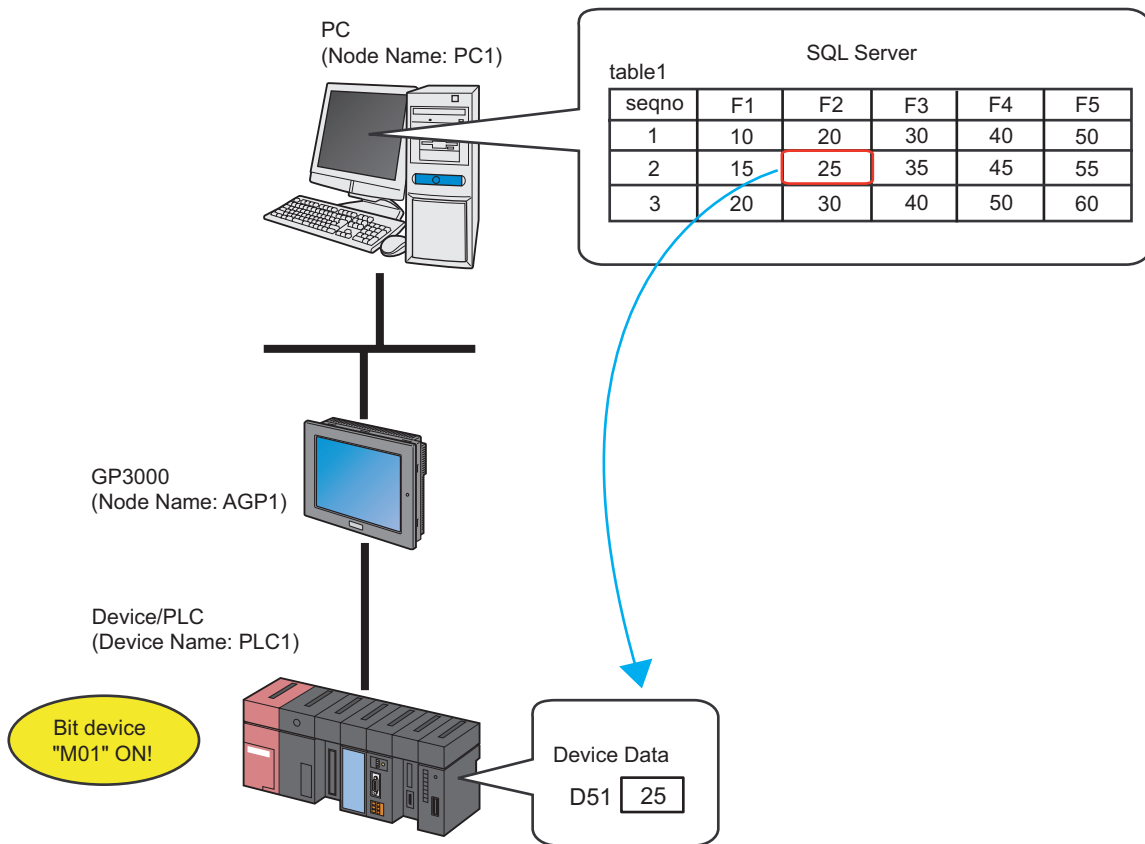 PC
(Node Name: PC1)
SQL Server
table1
seqno F1 F2 F3 F4 F5
1 10 20 30 40 50
2 15 25 35 45 55
3 20 30 40 50 60
GP3000
(Node Name: AGP1)
Device/PLC
(Device Name: PLC1)
Bit device
"M01" ON!
Device Data
D51 25